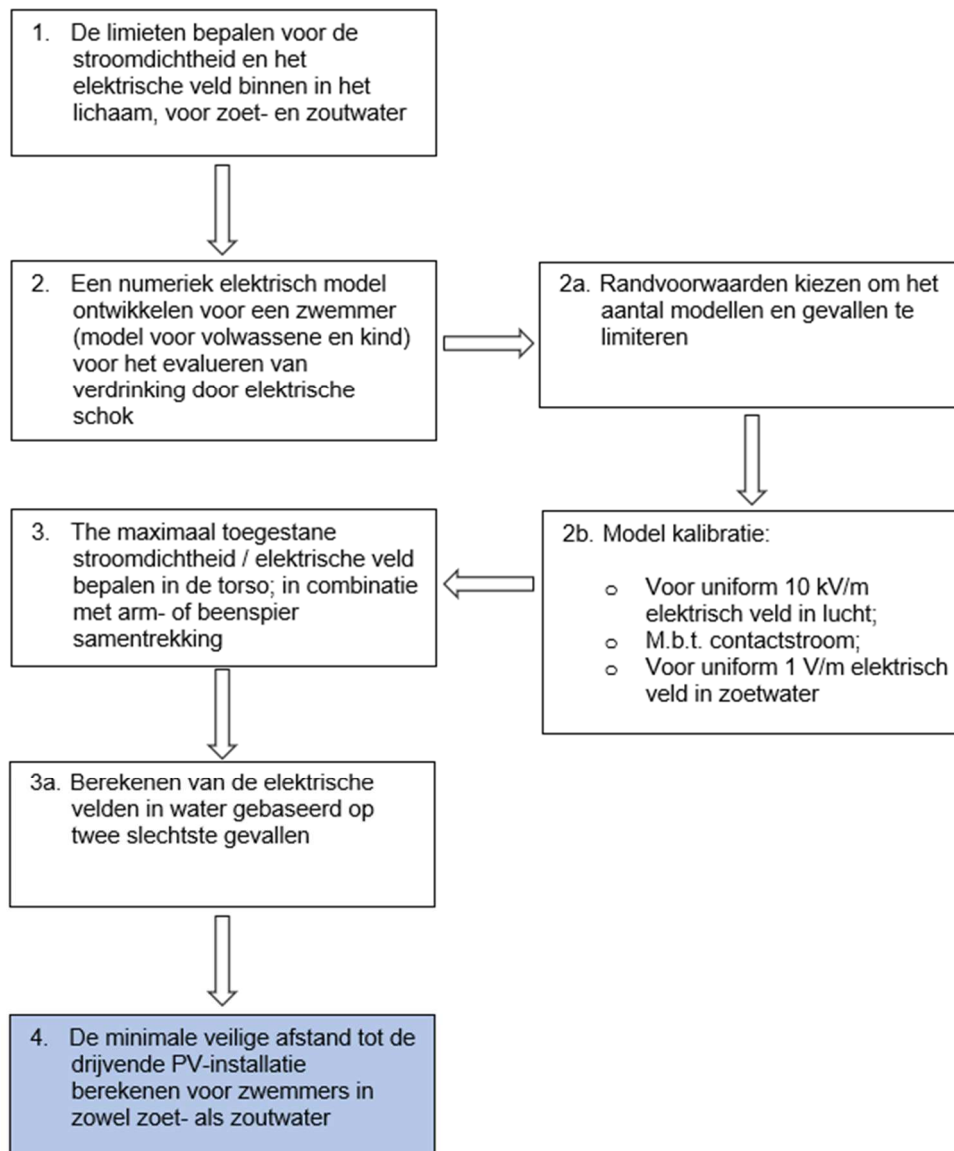 1. De limieten bepalen voor de
stroomdichtheid en het
elektrische veld binnen in het
lichaam, voor zoet- en zoutwater
2. Een numeriek elektrisch model
ontwikkelen voor een zwemmer
(model voor volwassene en kind)
voor het evalueren van
verdrinking door elektrische
schok
2a. Randvoorwaarden kiezen om het
aantal modellen en gevallen te
limiteren
2b. Model kalibratie:
o Voor uniform 10 kV/m
elektrisch veld in lucht;
o M.b.t. contactstroom;
o Voor uniform 1 V/m elektrisch
veld in zoetwater
3. The maximaal toegestane
stroomdichtheid / elektrische veld
bepalen in de torso; in combinatie
met arm- of beenspier
samentrekking
3a. Berekenen van de elektrische
velden in water gebaseerd op
twee slechtste gevallen
4. De minimale veilige afstand tot de
drijvende PV-installatie
berekenen voor zwemmers in
zowel zoet- als zoutwater